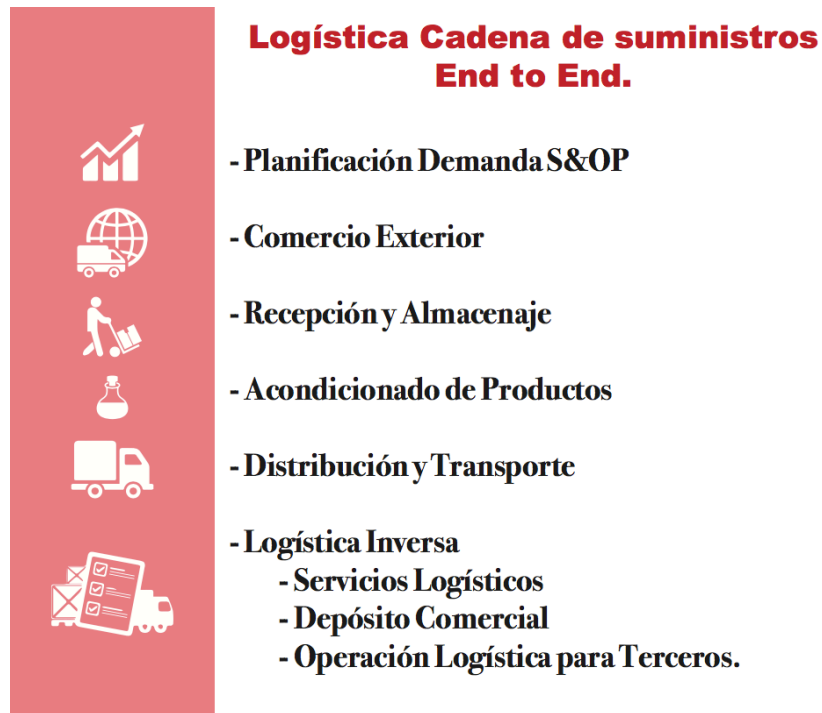 Logística Cadena de suministros
End to End.
- Planificación Demanda S&OP
- Comercio Exterior
- Recepción y Almacenaje
- Acondicionado de Productos
- Distribución y Transporte
- Logística Inversa
- Servicios Logísticos
- Depósito Comercial
- Operación Logística para Terceros.